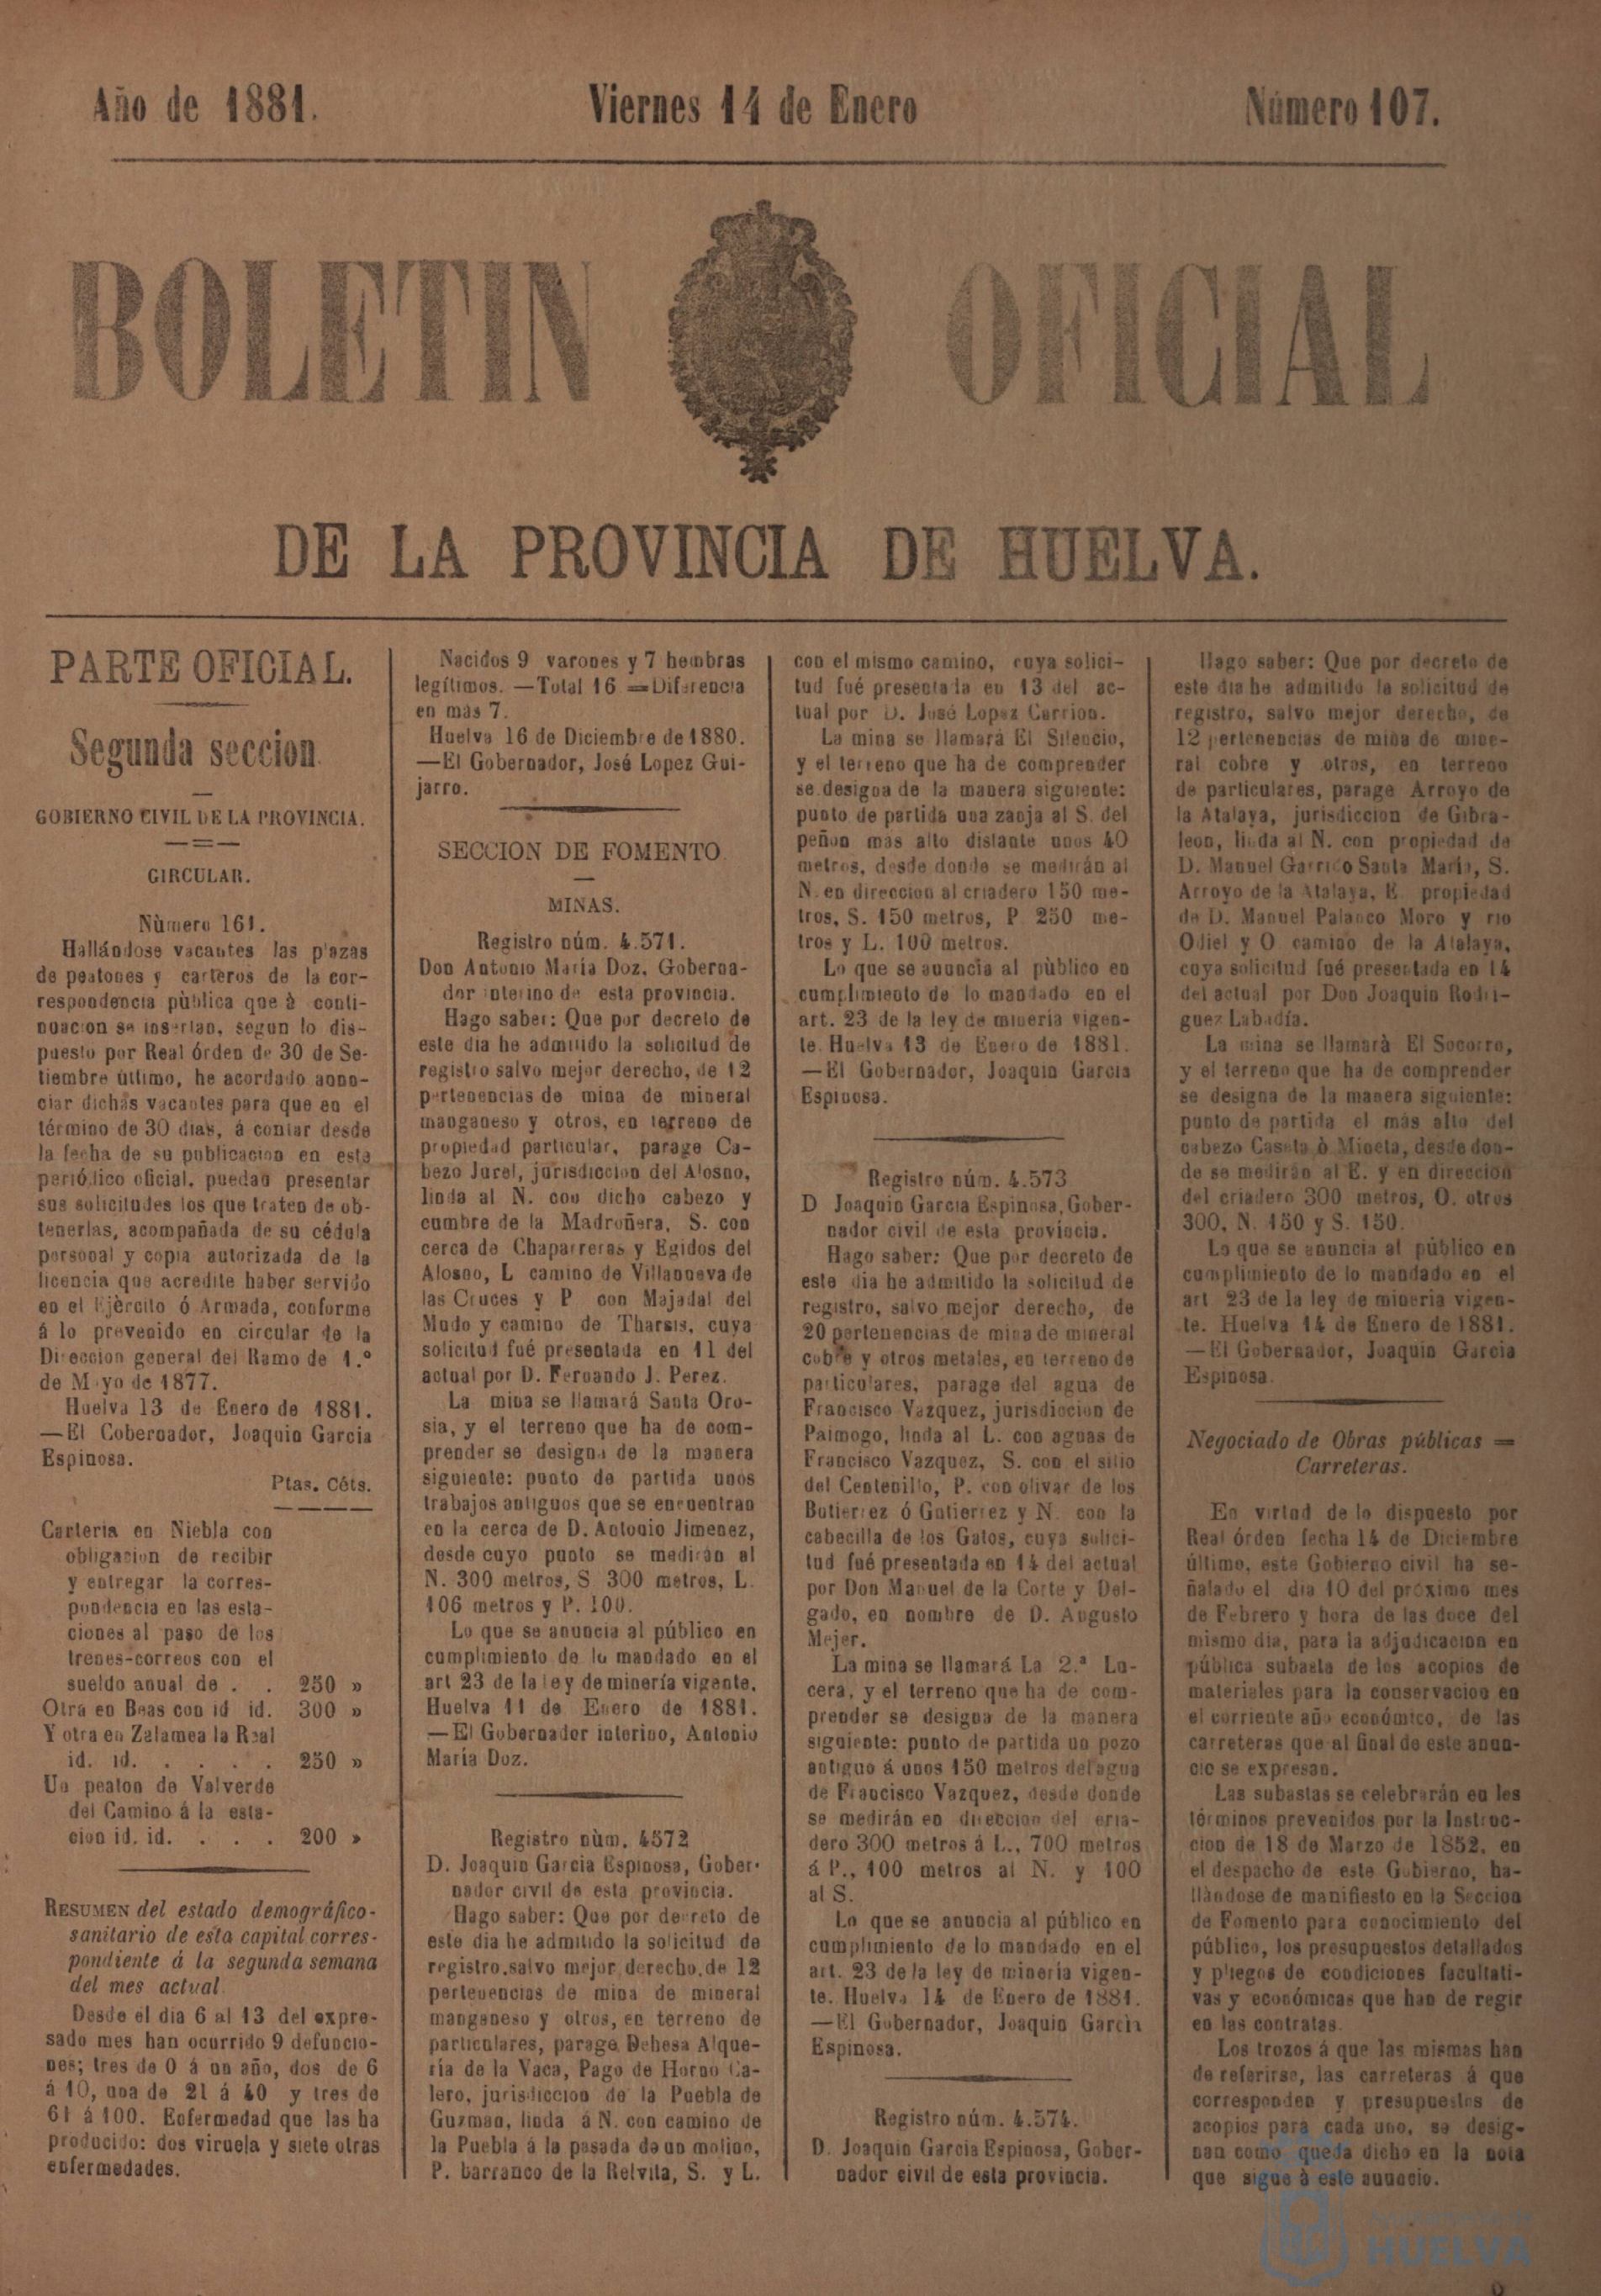 Año de 1881.
Viernes 14 de Enero
Número 107.
BOLETIN OFICIAL
DE LA PROVINCIA DE HUELVA.
PARTE OFICIAL.
Segunda seccion.
GOBIERNO CIVIL DE LA PROVINCIA.
CIRCULAR.
Nùmero 161.
Hallándose vacantes las plazas
de peatones y carteros de la cor-
respondencia pùblica que à conti-
nuacion se insertan, segun lo dis-
puesto por Real órden de 30 de Se-
tiembre ùltimo, he acordado anun-
ciar dichas vacantes para que en el
término de 30 dias, á contar desde
la fecha de su publicacion en este
periódico oficial, puedan presentar
sus solicitudes los que traten de ob-
tenerlas, acompañada de su cédula
personal y copia autorizada de la
licencia que acredite haber servido
en el Ejèrcito ó Armada, conforme
á lo prevenido en circular de la
Direccion general del Ramo de 1.º
de Mayo de 1877.
Huelva 13 de Enero de 1881.
—El Gobernador, Joaquin Garcia
Espinosa.
Ptas. Céts.
Carteria en Niebla con
obligacion de recibir
y entregar la corres-
pondencia en las esta-
ciones al paso de los
trenes-correos con el
sueldo anual de . . 250 »
Otra en Beas con id id. 300 »
Y otra en Zalamea la Real
id. id. . . . . . 250 »
Un peaton de Valverde
del Camino á la esta-
cion id. id. . . . . 200 »
RESUMEN del estado demográfico-
sanitario de esta capital corres-
pondiente á la segunda semana
del mes actual.
Desde el dia 6 al 13 del expre-
sado mes han ocurrido 9 defuncio-
nes; tres de 0 á un año, dos de 6
á 10, una de 21 á 40 y tres de
61 á 100. Enfermedad que las ha
producido: dos viruela y siete otras
enfermedades.
Nacidos 9 varones y 7 hembras
legítimos. —Total 16 =Diferencia
en más 7.
Huelva 16 de Diciembre de 1880.
—El Gobernador, José Lopez Gui-
jarro.
SECCION DE FOMENTO.
MINAS.
Registro núm. 4.571.
Don Antonio María Doz, Goberna-
dor interino de esta provincia.
Hago saber: Que por decreto de
este dia he admitido la solicitud de
registro salvo mejor derecho, de 12
pertenencias de mina de mineral
manganeso y otros, en terreno de
propiedad particular, parage Ca-
bezo Jurel, jurisdiccion del Alosno,
linda al N. con dicho cabezo y
cumbre de la Madroñera, S. con
cerca de Chaparreras y Egidos del
Alosno, L camino de Villanueva de
las Cruces y P con Majadal del
Mudo y camino de Tharsis, cuya
solicitud fué presentada en 11 del
actual por D. Fernando J. Perez.
La mina se llamará Santa Oro-
sia, y el terreno que ha de com-
prender se designa de la manera
siguiente: punto de partida unos
trabajos antiguos que se encuentran
en la cerca de D. Antonio Jimenez,
desde cuyo punto se medirán al
N. 300 metros, S 300 metros, L.
106 metros y P. 100.
Lo que se anuncia al público en
cumplimiento de lo mandado en el
art 23 de la ley de minería vigente.
Huelva 11 de Enero de 1881.
—El Gobernador interino, Antonio
María Doz.
Registro nùm. 4572
D. Joaquin Garcia Espinosa, Gober-
nador civil de esta provincia.
Hago saber: Que por decreto de
este dia he admitido la solicitud de
registro, salvo mejor derecho, de 12
pertenencias de mina de mineral
manganeso y otros, en terreno de
particulares, parage Dehesa Alque-
ría de la Vaca, Pago de Horno Ca-
lero, jurisdiccion de la Puebla de
Guzman, linda á N. con camino de
la Puebla á la pasada de un molino,
P. barranco de la Relvila, S. y L.
con el mismo camino, cuya solici-
tud fué presentada en 13 del ac-
tual por D. José Lopez Carrion.
La mina se llamará El Silencio,
y el terreno que ha de comprender
se designa de la manera siguiente:
punto de partida una zanja al S. del
peñon mas alto distante unos 40
metros, desde donde se medirán al
N. en direccion al criadero 150 me-
tros, S. 150 metros, P. 250 me-
tros y L. 100 metros.
Lo que se anuncia al pùblico en
cumplimiento de lo mandado en el
art. 23 de la ley de mineria vigen-
te. Huelva 13 de Enero de 1881.
—El Gobernador, Joaquin Garcia
Espinosa.
Registro núm. 4.573
D Joaquin Garcia Espinosa, Gober-
nador civil de esta provincia.
Hago saber: Que por decreto de
este dia he admitido la solicitud de
registro, salvo mejor derecho, de
20 pertenencias de mina de mineral
cobre y otros metales, en terreno de
particulares, parage del agua de
Francisco Vazquez, jurisdiccion de
Paimogo, linda al L. con aguas de
Francisco Vazquez, S. con el sitio
del Centenillo, P. con olivar de los
Butierrez ó Gutierrez y N. con la
cabecilla de los Gatos, cuya solici-
tud fué presentada en 14 del actual
por Don Manuel de la Corte y Del-
gado, en nombre de D. Augusto
Mejer.
La mina se llamará La 2.ª Lu-
cera, y el terreno que ha de com-
prender se designa de la manera
siguiente: punto de partida un pozo
antiguo á unos 150 metros del agua
de Francisco Vazquez, desde donde
se medirán en direccion del cria-
dero 300 metros á L., 700 metros
á P., 100 metros al N. y 100
al S.
Lo que se anuncia al público en
cumplimiento de lo mandado en el
art. 23 de la ley de minería vigen-
te. Huelva 14 de Enero de 1881.
—El Gobernador, Joaquin Garcia
Espinosa.
Registro núm. 4.574.
D. Joaquin Garcia Espinosa, Gober-
nador civil de esta provincia.
Hago saber: Que por decreto de
este dia he admitido la solicitud de
registro, salvo mejor derecho, de
12 pertenencias de mina de mine-
ral cobre y otros, en terreno
de particulares, parage Arroyo de
la Atalaya, jurisdiccion de Gibra-
leon, linda al N. con propiedad de
D. Manuel Garrico Santa María, S.
Arroyo de la Atalaya, E. propiedad
de D. Manuel Palanco Moro y rio
Odiel y O camino de la Atalaya,
cuya solicitud fué presentada en 14
del actual por Don Joaquin Rodri-
guez Labadía.
La mina se llamarà El Socorro,
y el terreno que ha de comprender
se designa de la manera siguiente:
punto de partida el más alto del
cabezo Caseta ò Mineta, desde don-
de se medirán al E. y en direccion
del criadero 300 metros, O. otros
300, N. 150 y S. 150.
Lo que se anuncia al público en
cumplimiento de lo mandado en el
art 23 de la ley de mineria vigen-
te. Huelva 14 de Enero de 1881.
—El Gobernador, Joaquin Garcia
Espinosa.
Negociado de Obras públicas =
Carreteras.
En virtud de lo dispuesto por
Real órden fecha 14 de Diciembre
último, este Gobierno civil ha se-
ñalado el dia 10 del próximo mes
de Febrero y hora de las doce del
mismo dia, para la adjudicacion en
pública subasta de los acopios de
materiales para la conservacion en
el corriente año económico, de las
carreteras que al final de este anun-
cio se expresan.
Las subastas se celebrarán en les
términos prevenidos por la Instruc-
cion de 18 de Marzo de 1852, en
el despacho de este Gobierno, ha-
llàndose de manifiesto en la Seccion
de Fomento para conocimiento del
público, los presupuestos detallados
y pliegos de condiciones facultati-
vas y económicas que han de regir
en las contratas.
Los trozos á que las mismas han
de referirse, las carreteras á que
corresponden y presupuestos de
acopios para cada uno, se desig-
nan como queda dicho en la nota
que sigue à este anuncio.
HUELVA